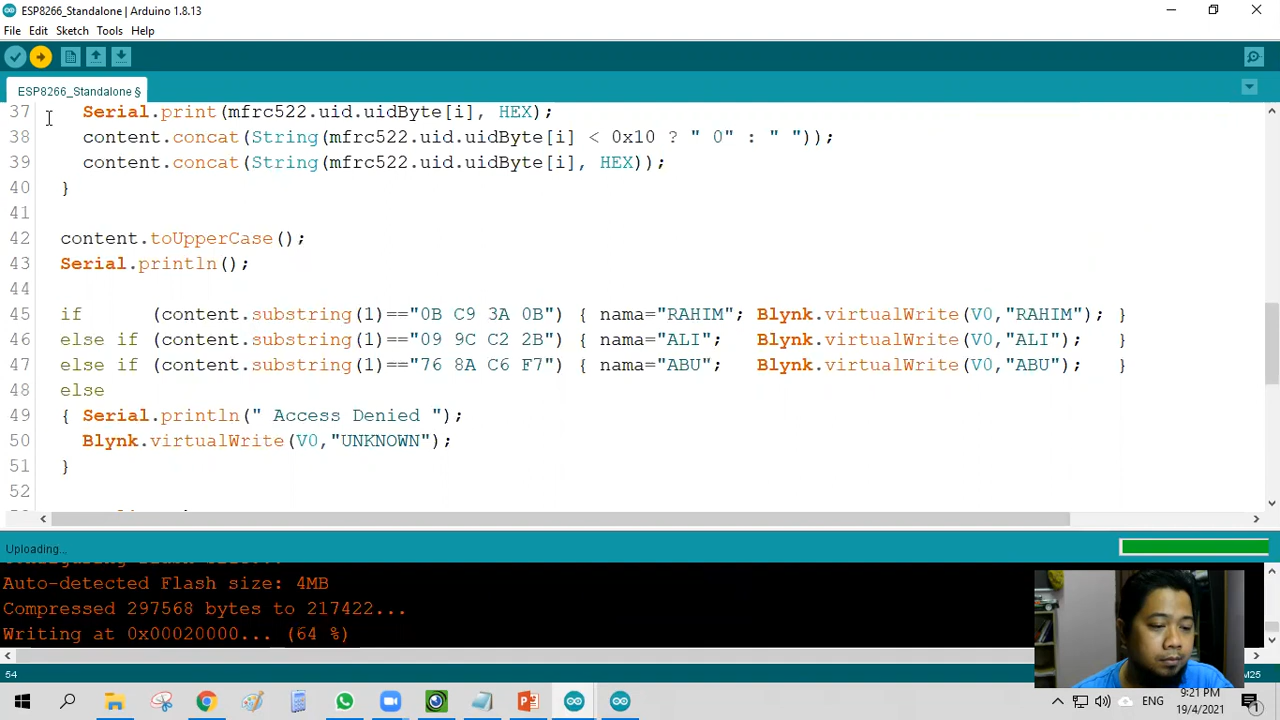 ESP8266_Standalone | Arduino 1.8.13
File Edit Sketch Tools Help
ESP8266_Standalone §
37 Serial.print(mfrc522.uid.uidByte[i], HEX);
38 content.concat(String(mfrc522.uid.uidByte[i] < 0x10 ? " 0" : " "));
39 content.concat(String(mfrc522.uid.uidByte[i], HEX));
40 }
41
42 content.toUpperCase();
43 Serial.println();
44
45 if (content.substring(1)=="0B C9 3A 0B") { nama="RAHIM"; Blynk.virtualWrite(V0,"RAHIM"); }
46 else if (content.substring(1)=="09 9C C2 2B") { nama="ALI"; Blynk.virtualWrite(V0,"ALI"); }
47 else if (content.substring(1)=="76 8A C6 F7") { nama="ABU"; Blynk.virtualWrite(V0,"ABU"); }
48 else
49 { Serial.println(" Access Denied ");
50 Blynk.virtualWrite(V0,"UNKNOWN");
51 }
52
Uploading...
Auto-detected Flash size: 4MB
Compressed 297568 bytes to 217422...
Writing at 0x00020000... (64 %)
54
ENG
9:21 PM
19/4/2021